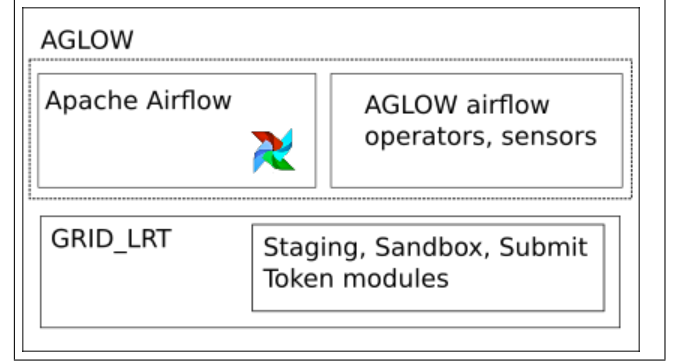 AGLOW
Apache Airflow
AGLOW airflow
operators, sensors
GRID_LRT
Staging, Sandbox, Submit
Token modules